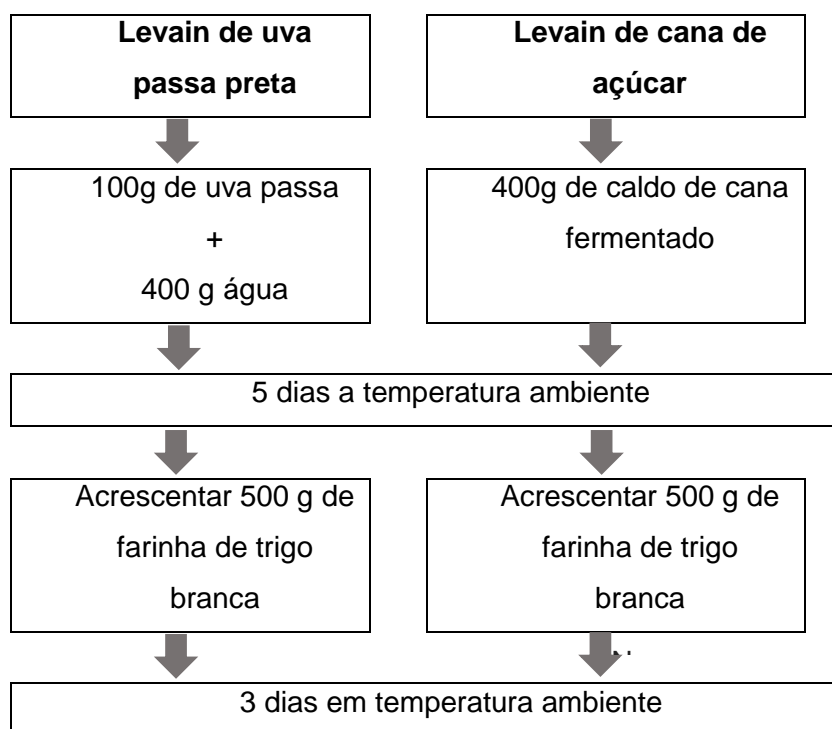 Levain de uva
passa preta
Levain de cana de
açúcar
100g de uva passa
+
400 g água
400g de caldo de cana
fermentado
5 dias a temperatura ambiente
Acrescentar 500 g de
farinha de trigo
branca
Acrescentar 500 g de
farinha de trigo
branca
3 dias em temperatura ambiente